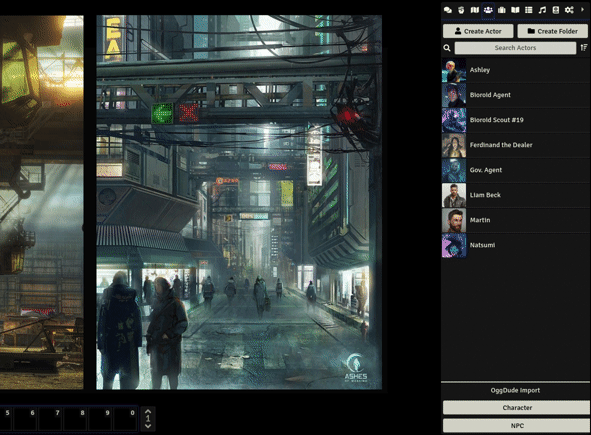 EA
Create Actor
Create Folder
Search Actors
Ashley
Bioroid Agent
Bioroid Scout #19
Ferdinand the Dealer
Gov. Agent
Liam Beck
Martin
Natsumi
ASHES
OggDude Import
Character
NPC
5 6 7 8 9 0
1